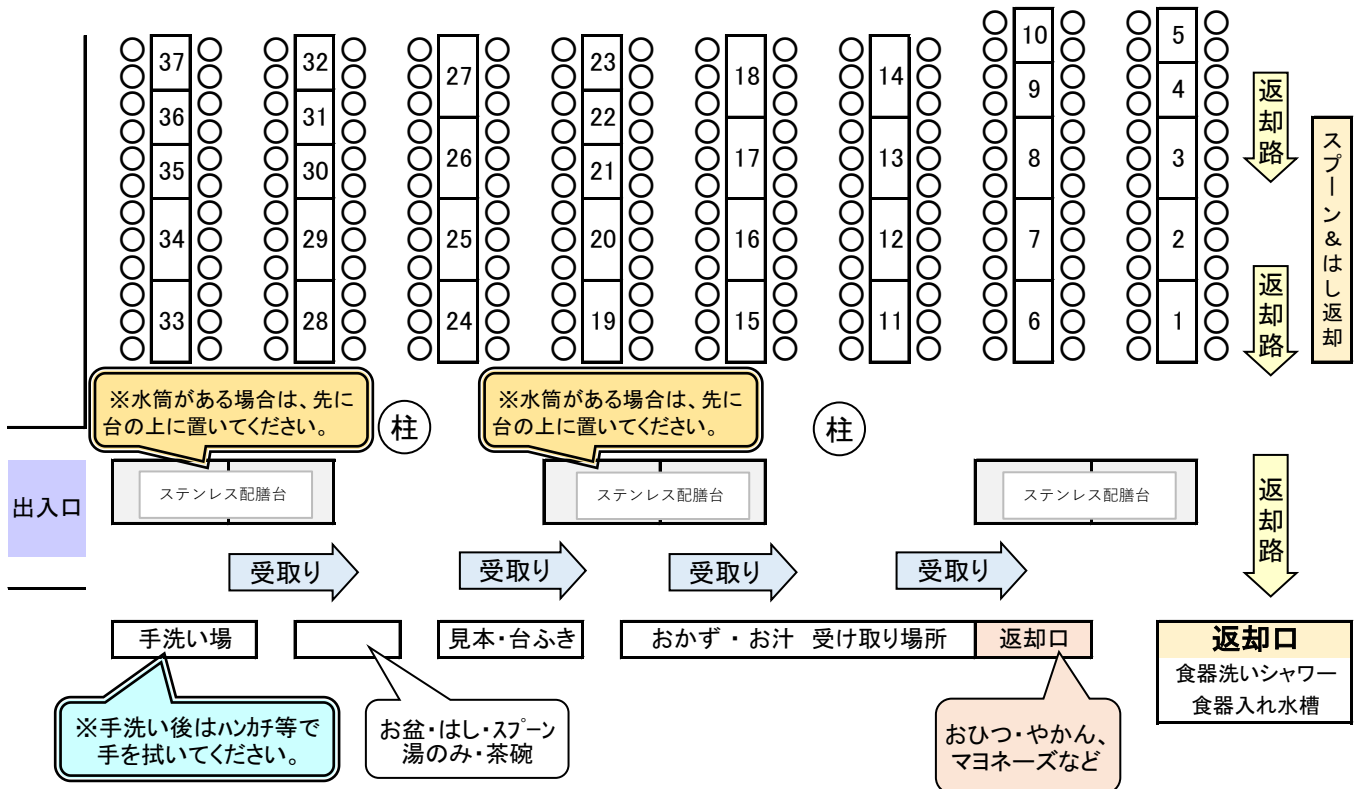 37
36
35
34
33
32
31
30
29
28
27
26
25
24
23
22
21
20
19
18
17
16
15
14
13
12
11
10
9
8
7
6
5
4
3
2
1
返却路
返却路
スプーン&はし返却
※水筒がある場合は、先に
台の上に置いてください。
柱
※水筒がある場合は、先に
台の上に置いてください。
柱
出入口
ステンレス配膳台
ステンレス配膳台
ステンレス配膳台
返却路
受取り
受取り
受取り
受取り
手洗い場
見本・台ふき
おかず・お汁 受け取り場所
返却口
返却口
食器洗いシャワー
食器入れ水槽
※手洗い後はハンカチ等で
手を拭いてください。
お盆・はし・スプーン
湯のみ・茶碗
おひつ・やかん、
マヨネーズなど